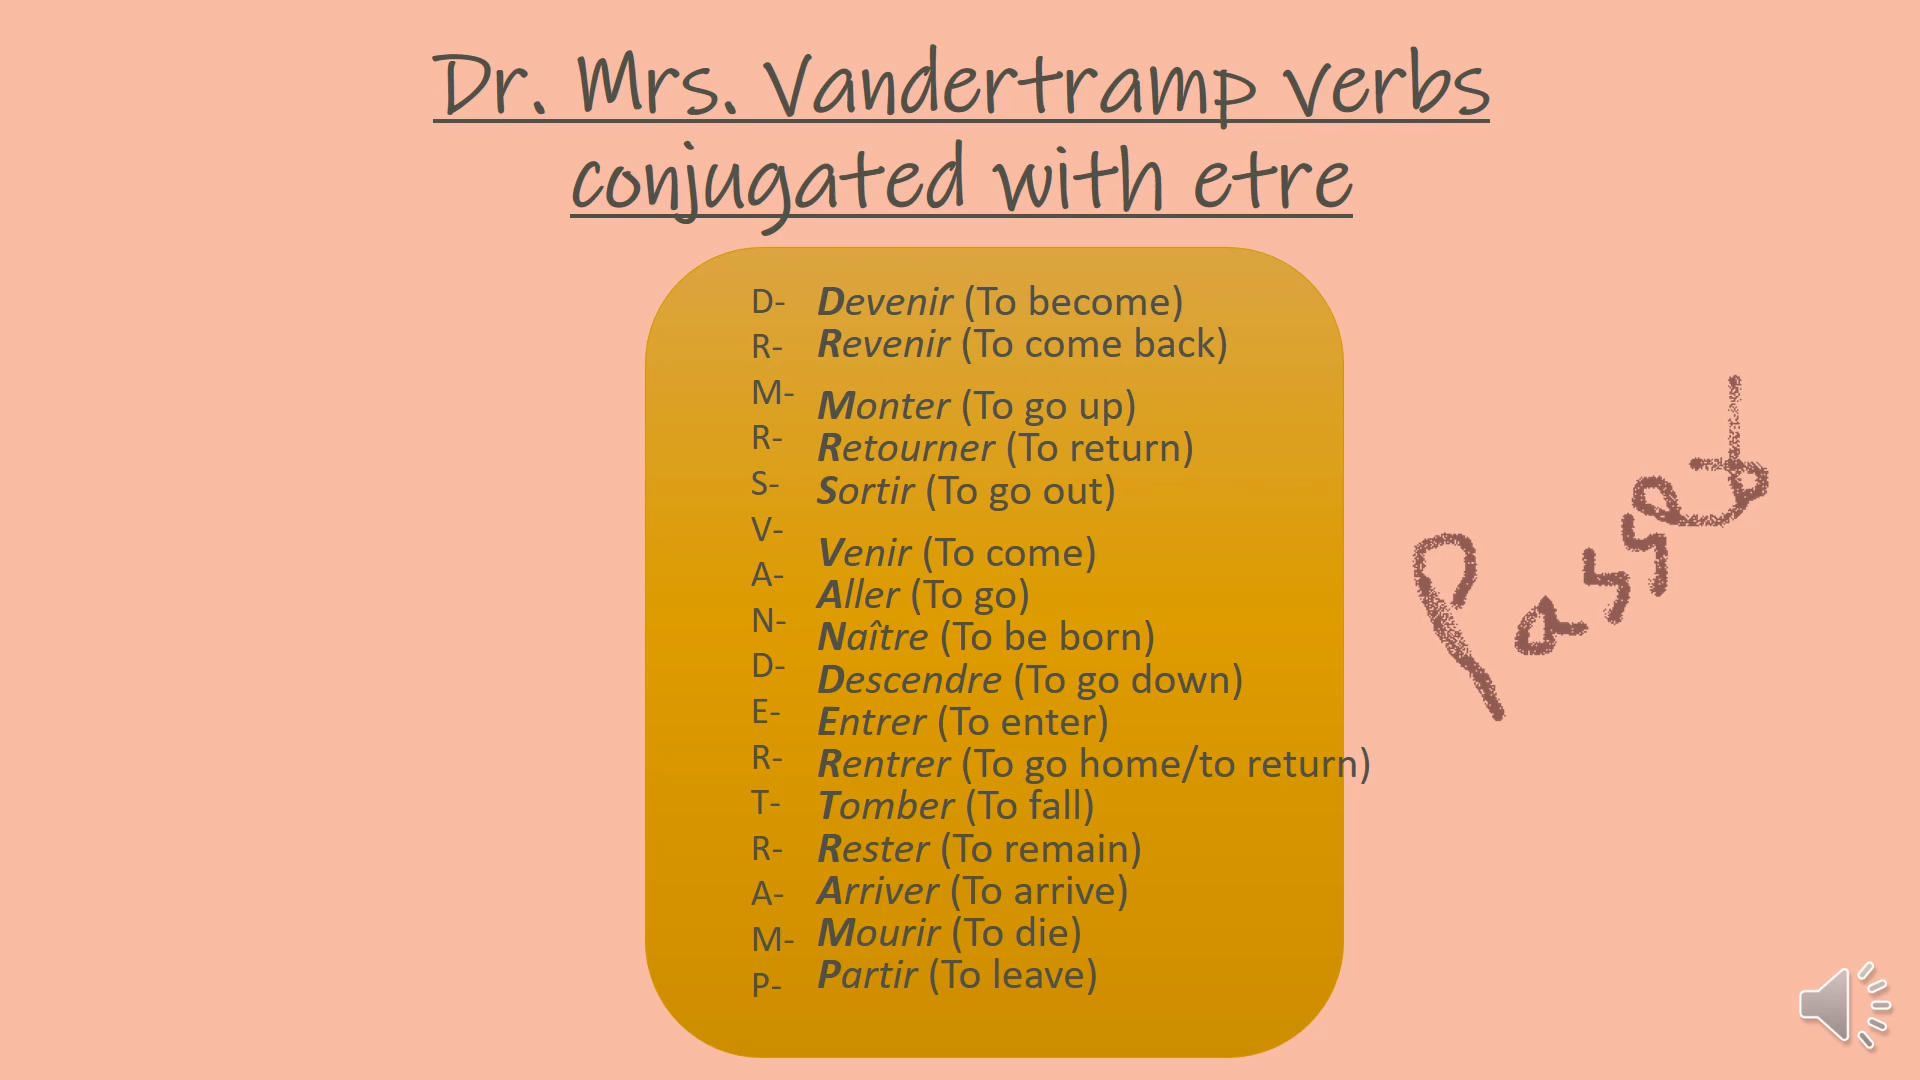 Dr. Mrs. Vandertramp verbs
conjugated with etre
D- Devenir (To become)
R- Revenir (To come back)
M- Monter (To go up)
R- Retourner (To return)
S- Sortir (To go out)
V- Venir (To come)
A- Aller (To go)
N- Naître (To be born)
D- Descendre (To go down)
E- Entrer (To enter)
R- Rentrer (To go home/to return)
T- Tomber (To fall)
R- Rester (To remain)
A- Arriver (To arrive)
M- Mourir (To die)
P- Partir (To leave)
Passed